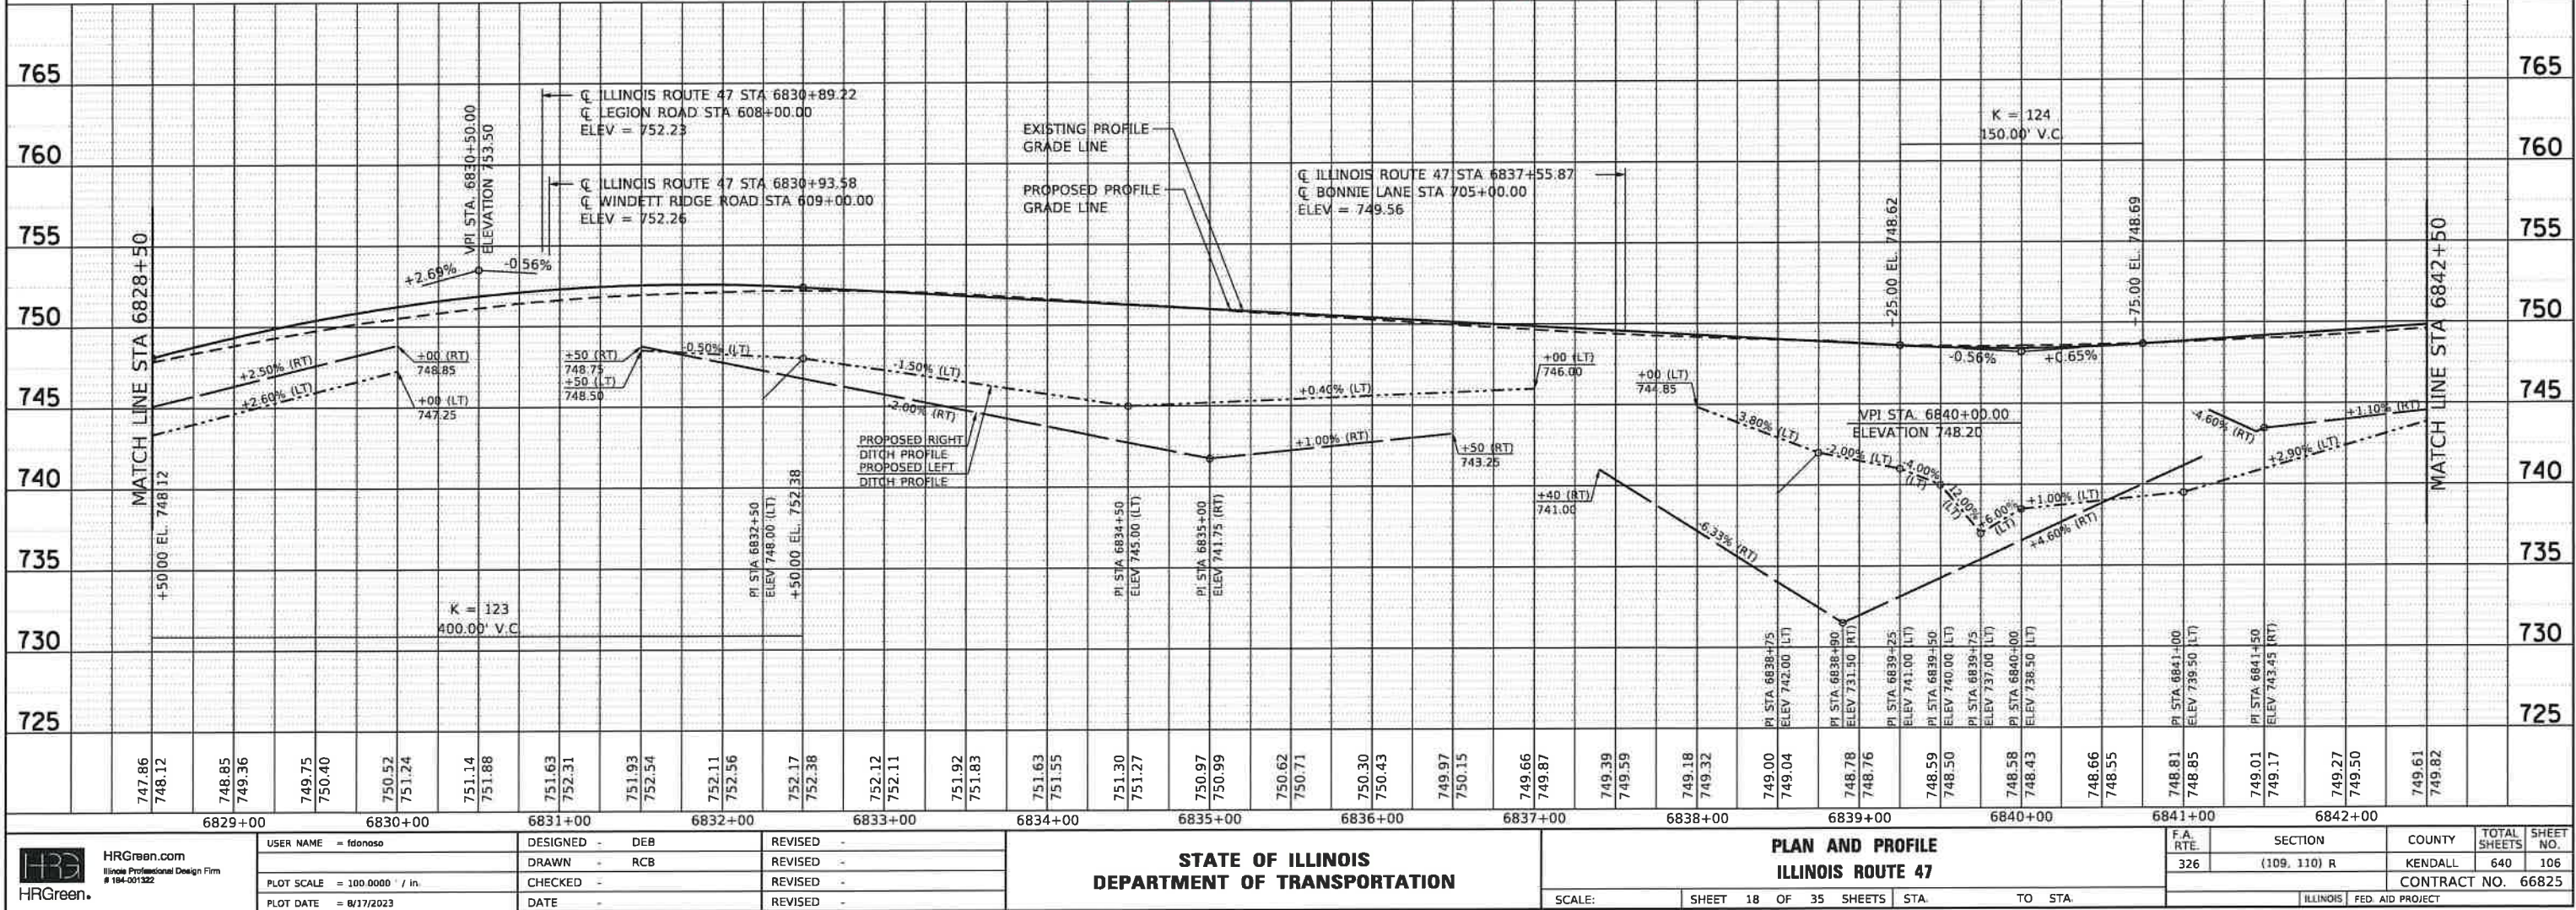 765
765
760
760
755
755
750
750
745
745
740
740
735
735
730
730
725
725
MATCH LINE STA 6828+50
+50.00 EL. 748.12
VPI STA. 6830+50.00
ELEVATION 753.50
+2.69%
-0.56%
℄ ILLINOIS ROUTE 47 STA 6830+89.22
℄ LEGION ROAD STA 608+00.00
ELEV = 752.23
℄ ILLINOIS ROUTE 47 STA 6830+93.58
℄ WINDETT RIDGE ROAD STA 609+00.00
ELEV = 752.26
EXISTING PROFILE
GRADE LINE
PROPOSED PROFILE
GRADE LINE
℄ ILLINOIS ROUTE 47 STA 6837+55.87
℄ BONNIE LANE STA 705+00.00
ELEV = 749.56
K = 124
150.00' V.C.
-25.00 EL. 748.62
-75.00 EL. 748.69
MATCH LINE STA 6842+50
+2.50% (RT)
+2.60% (LT)
+00 (RT)
748.85
+00 (LT)
747.25
+50 (RT)
748.75
+50 (LT)
748.50
-0.50% (LT)
-1.50% (LT)
-2.00% (RT)
PROPOSED RIGHT
DITCH PROFILE
PROPOSED LEFT
DITCH PROFILE
+0.40% (LT)
+1.00% (RT)
+50 (RT)
743.25
+00 (LT)
746.00
+00 (LT)
744.85
+40 (RT)
741.00
-0.56%
+0.65%
VPI STA. 6840+00.00
ELEVATION 748.20
-3.80% (LT)
-2.00% (LT)
-4.00%
(LT)
-12.00%
(LT)
+6.00%
(LT)
+1.00% (LT)
+4.60% (RT)
-6.33% (RT)
-4.60% (RT)
+1.10% (RT)
+2.90% (LT)
K = 123
400.00' V.C.
PI STA 6832+50
ELEV 748.00 (LT)
+50.00 EL. 752.38
PI STA 6834+50
ELEV 745.00 (LT)
PI STA 6835+00
ELEV 741.75 (RT)
PI STA 6838+75
ELEV 742.00 (LT)
PI STA 6838+90
ELEV 731.50 (RT)
PI STA 6839+25
ELEV 741.00 (LT)
PI STA 6839+50
ELEV 740.00 (LT)
PI STA 6839+75
ELEV 737.00 (LT)
PI STA 6840+00
ELEV 738.50 (LT)
PI STA 6841+00
ELEV 739.50 (LT)
PI STA 6841+50
ELEV 743.45 (RT)
747.86
748.12
748.85
749.36
749.75
750.40
750.52
751.24
751.14
751.88
751.63
752.31
751.93
752.54
752.11
752.56
752.17
752.38
752.12
752.11
751.92
751.83
751.63
751.55
751.30
751.27
750.97
750.99
750.62
750.71
750.30
750.43
749.97
750.15
749.66
749.87
749.39
749.59
749.18
749.32
749.00
749.04
748.78
748.76
748.59
748.50
748.58
748.43
748.66
748.55
748.81
748.85
749.01
749.17
749.27
749.50
749.61
749.82
6829+00
6830+00
6831+00
6832+00
6833+00
6834+00
6835+00
6836+00
6837+00
6838+00
6839+00
6840+00
6841+00
6842+00
HRG
HRGreen.
HRGreen.com
Illinois Professional Design Firm
# 184-001322
USER NAME = fdonoso
PLOT SCALE = 100.0000 ' / in.
PLOT DATE = 8/17/2023
DESIGNED - DEB
DRAWN - RCB
CHECKED -
DATE -
REVISED -
REVISED -
REVISED -
REVISED -
STATE OF ILLINOIS
DEPARTMENT OF TRANSPORTATION
PLAN AND PROFILE
ILLINOIS ROUTE 47
SCALE:
SHEET 18 OF 35 SHEETS
STA. TO STA.
F.A. RTE.
SECTION
COUNTY
TOTAL SHEETS
SHEET NO.
326
(109, 110) R
KENDALL
640
106
CONTRACT NO. 66825
ILLINOIS
FED. AID PROJECT